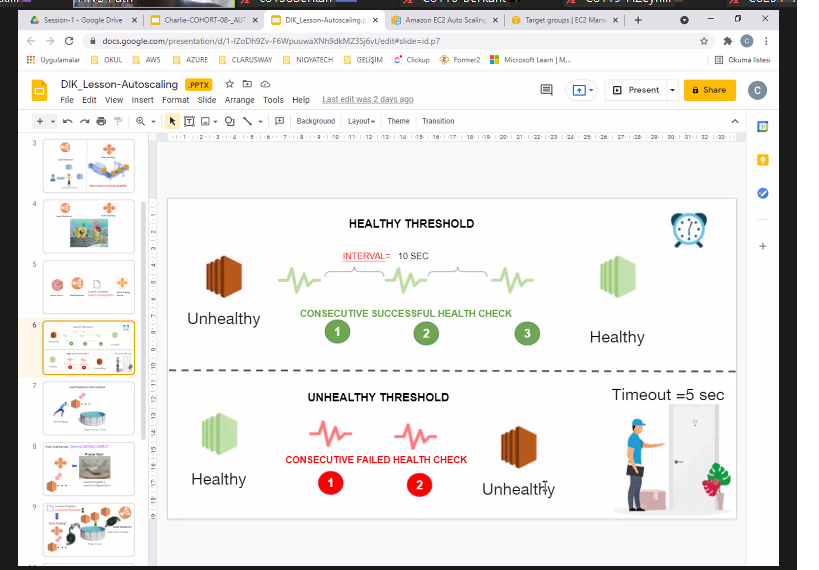 Session-1 - Google Drive
Charlie-COHORT-08-_AUT
DIK_Lesson-Autoscaling.p
Amazon EC2 Auto Scaling
Target groups | EC2 Mana
docs.google.com/presentation/d/1-IZoDh9Zv-F6WpuuwaXNh9dkMZ3Sj6vt/edit#slide=id.p7
Uygulamalar
OKUL
AWS
AZURE
CLARUSWAY
NIOYATECH
GELİŞİM
Clickup
Former2
Microsoft Learn | M...
Okuma listesi
DIK_Lesson-Autoscaling
.PPTX
File Edit View Insert Format Slide Arrange Tools Help Last edit was 2 days ago
Present
Share
C
Background Layout Theme Transition
3
4
5
6
7
8
9
HEALTHY THRESHOLD
INTERVAL= 10 SEC
Unhealthy
CONSECUTIVE SUCCESSFUL HEALTH CHECK
1 2 3
Healthy
UNHEALTHY THRESHOLD
Timeout =5 sec
CONSECUTIVE FAILED HEALTH CHECK
Healthy
1 2
Unhealthy